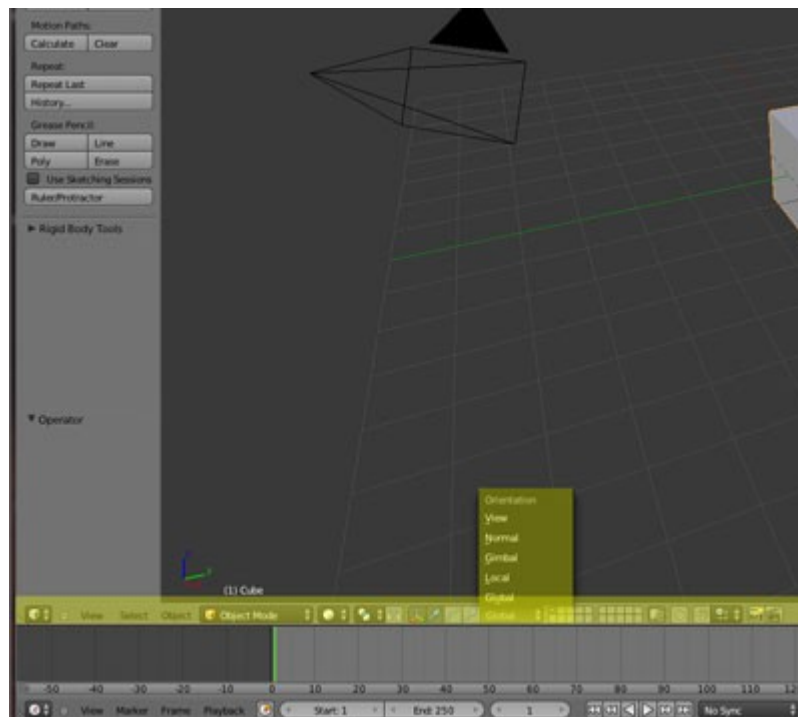 Motion Paths:
Calculate Clear
Repeat:
Repeat Last
History...
Grease Pencil:
Draw Line
Poly Erase
Use Sketching Sessions
Ruler/Protractor
Rigid Body Tools
Operator
Orientation
View
Normal
Gimbal
Local
Global
(1) Cube
View Select Object Object Mode Global
-50 -40 -30 -20 -10 0 10 20 30 40 50 60 70 80 90 100 110
View Marker Frame Playback Start: 1 End: 250 1 No Sync